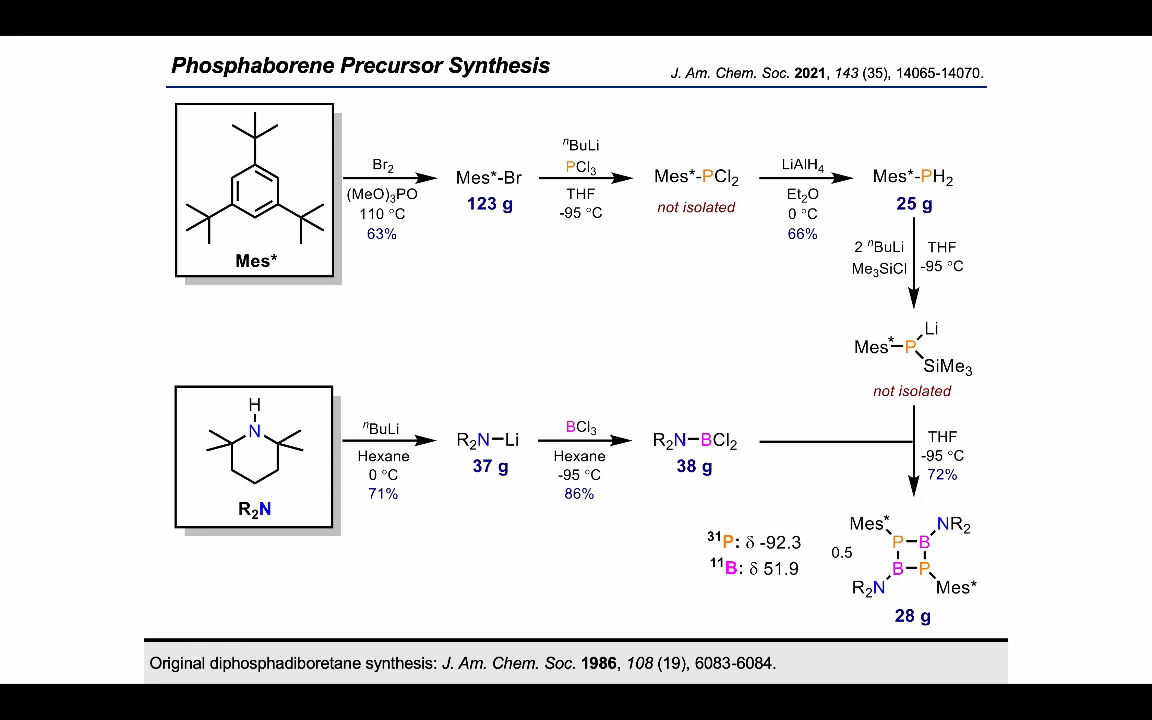 Phosphaborene Precursor Synthesis
J. Am. Chem. Soc. 2021, 143 (35), 14065-14070.
Mes*
Br₂
(MeO)₃PO
110 °C
63%
Mes*-Br
123 g
ⁿBuLi
PCl₃
THF
-95 °C
Mes*-PCl₂
not isolated
LiAlH₄
Et₂O
0 °C
66%
Mes*-PH₂
25 g
2 ⁿBuLi
Me₃SiCl
THF
-95 °C
Li
Mes*–P
SiMe₃
not isolated
H
N
R₂N
ⁿBuLi
Hexane
0 °C
71%
R₂N–Li
37 g
BCl₃
Hexane
-95 °C
86%
R₂N–BCl₂
38 g
THF
-95 °C
72%
³¹P: δ -92.3
¹¹B: δ 51.9
0.5
Mes* NR₂
P–B
B–P
R₂N Mes*
28 g
Original diphosphadiboretane synthesis: J. Am. Chem. Soc. 1986, 108 (19), 6083-6084.